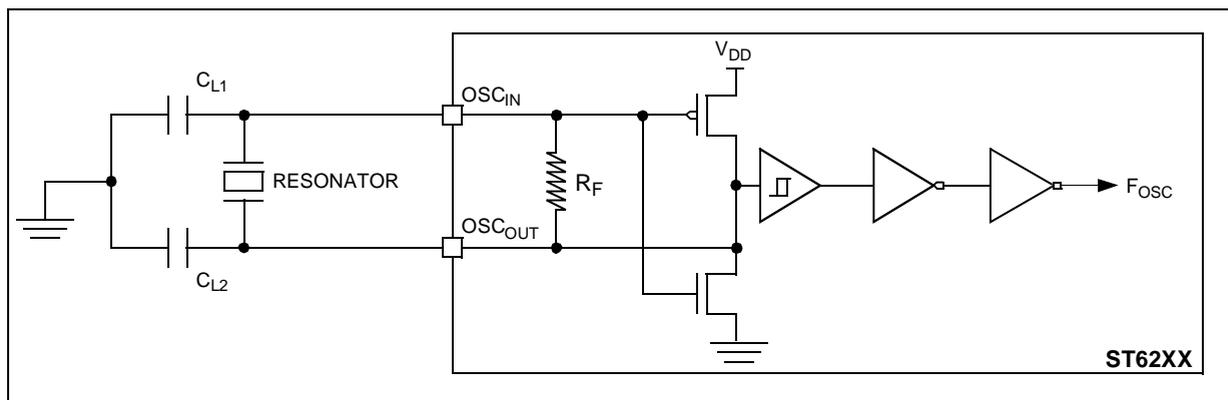 V_DD
C_L1
OSC_IN
RESONATOR
R_F
F_OSC
OSC_OUT
C_L2
ST62XX